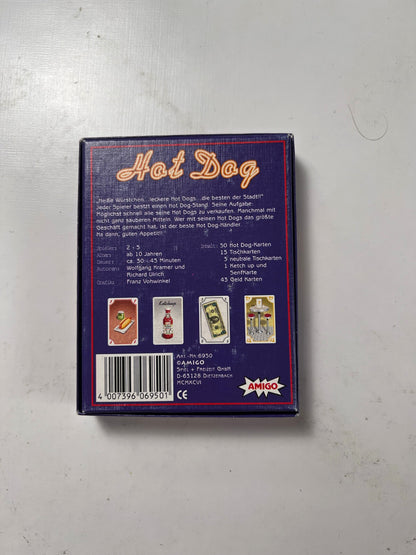 Hot Dog
„Heiße Würstchen...leckere Hot Dogs...die besten der Stadt!!"
Jeder Spieler besitzt einen Hot Dog-Stand. Seine Aufgabe:
Möglichst schnell alle seine Hot Dogs zu verkaufen. Manchmal mit
nicht ganz sauberen Mitteln. Wer mit seinen Hot Dogs das größte
Geschäft gemacht hat, ist der beste Hot Dog-Händler.
Na dann, guten Appetit!!
Spieler: 2 - 5
Alter: ab 10 Jahren
Dauer: ca. 30 - 45 Minuten
Autoren: Wolfgang Kramer und
Richard Ulrich
Grafik: Franz Vohwinkel
Inhalt: 50 Hot Dog-Karten
15 Tischkarten
5 neutrale Tischkarten
1 Ketch up und
Senfkarte
43 Geld Karten
Ketchup
Art.-Nr. 6950
©AMIGO
Spiel + Freizeit GmbH
D-63128 Dietzenbach
MCMXCVI
CE
4 007396 069501
AMIGO